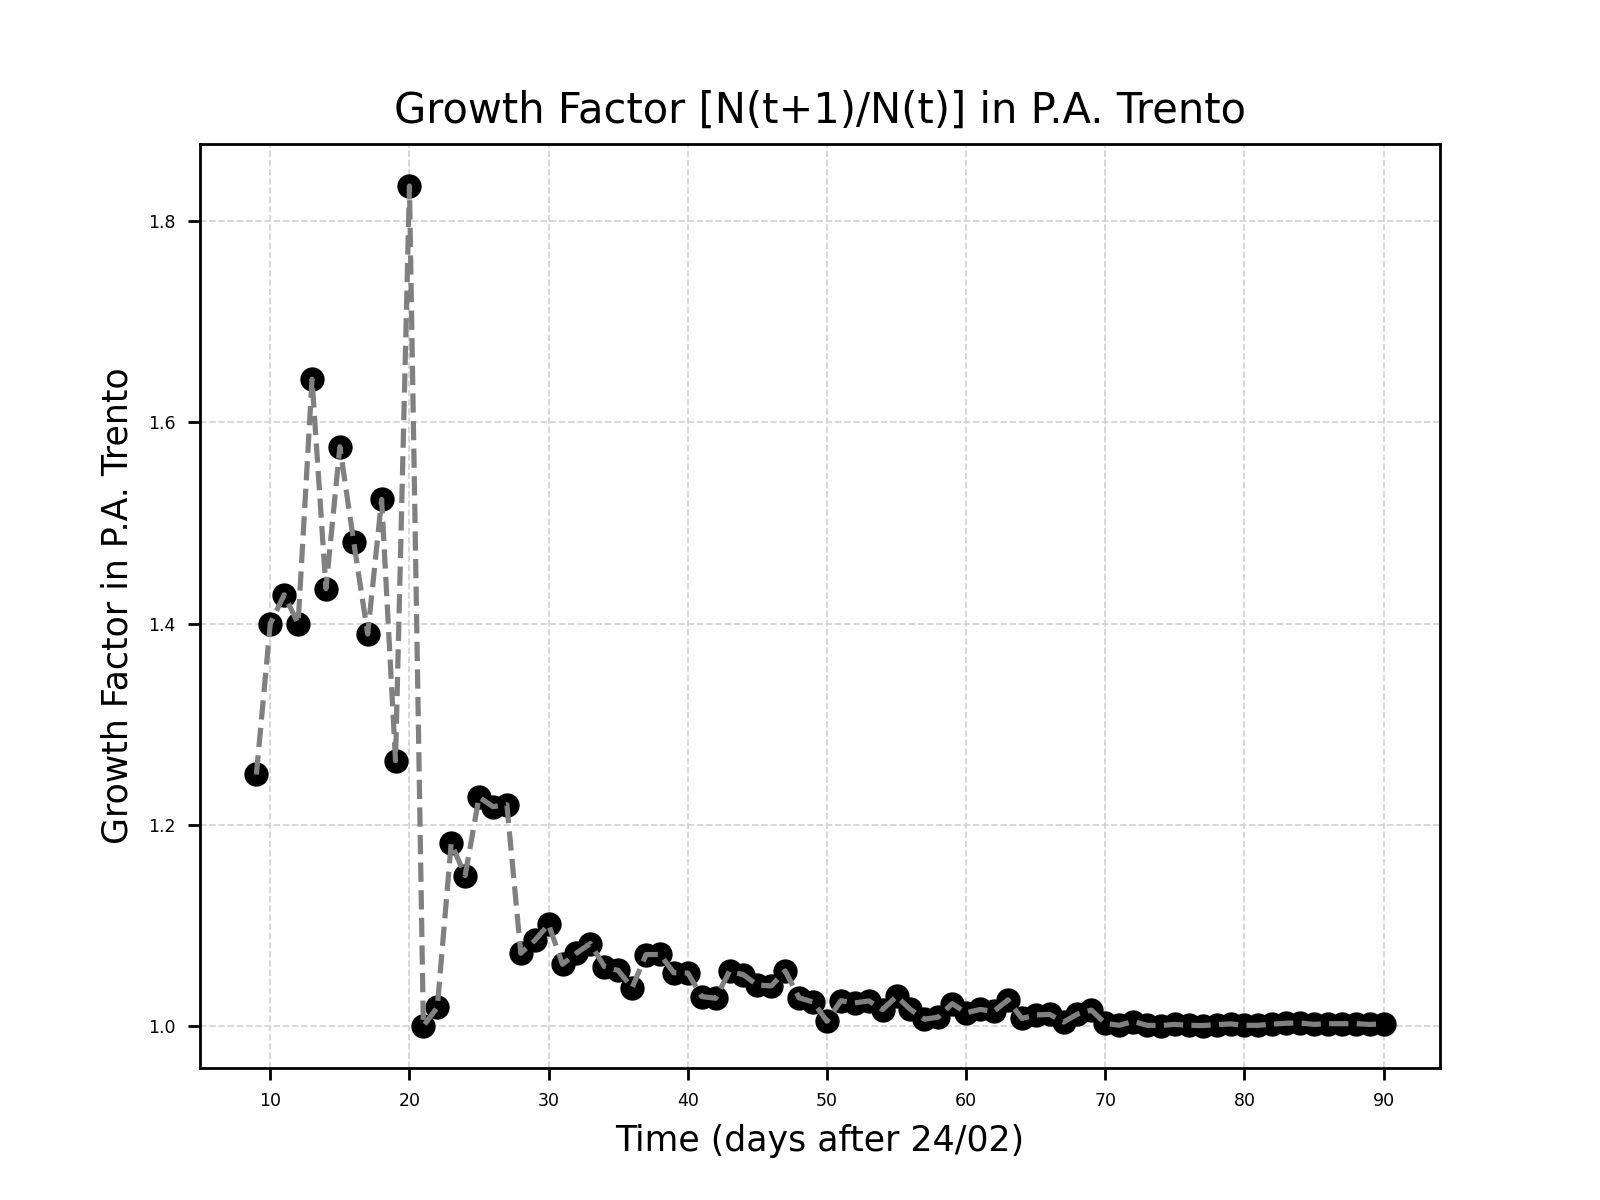 Growth Factor [N(t+1)/N(t)] in P.A. Trento
Growth Factor in P.A. Trento
1.8
1.6
1.4
1.2
1.0
10 20 30 40 50 60 70 80 90
Time (days after 24/02)